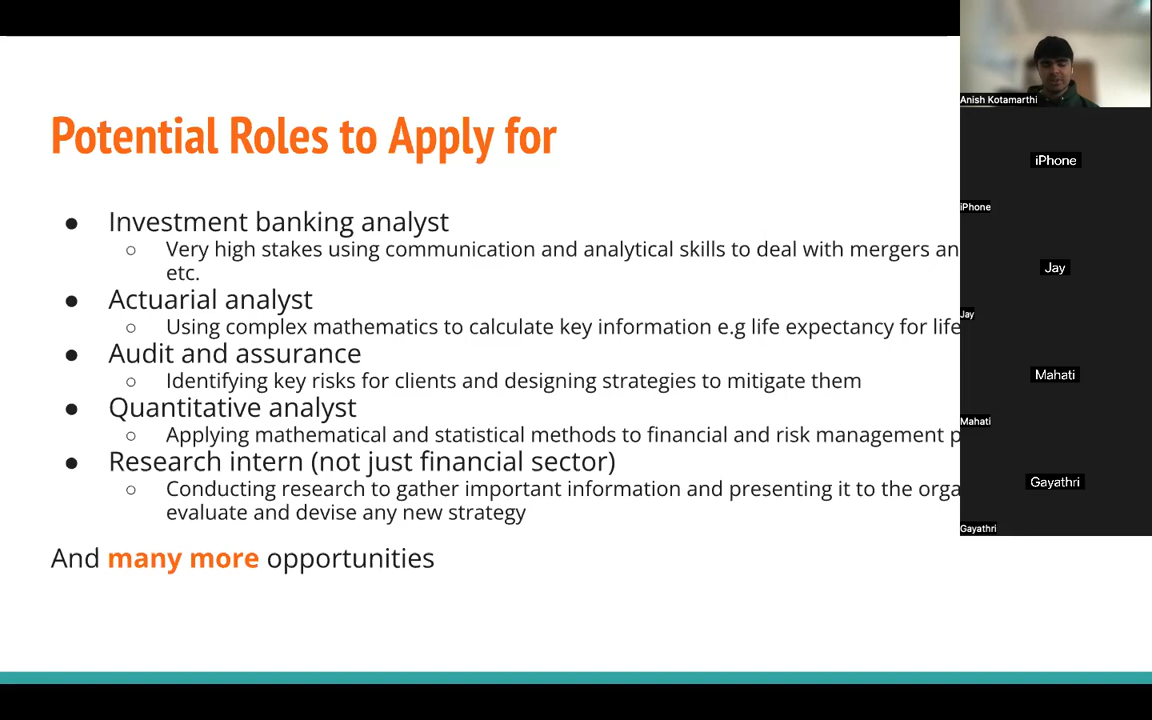 Potential Roles to Apply for
● Investment banking analyst
○ Very high stakes using communication and analytical skills to deal with mergers an
etc.
● Actuarial analyst
○ Using complex mathematics to calculate key information e.g life expectancy for life
● Audit and assurance
○ Identifying key risks for clients and designing strategies to mitigate them
● Quantitative analyst
○ Applying mathematical and statistical methods to financial and risk management p
● Research intern (not just financial sector)
○ Conducting research to gather important information and presenting it to the orga
evaluate and devise any new strategy
And many more opportunities
Anish Kotamarthi
iPhone
iPhone
Jay
Jay
Mahati
Mahati
Gayathri
Gayathri